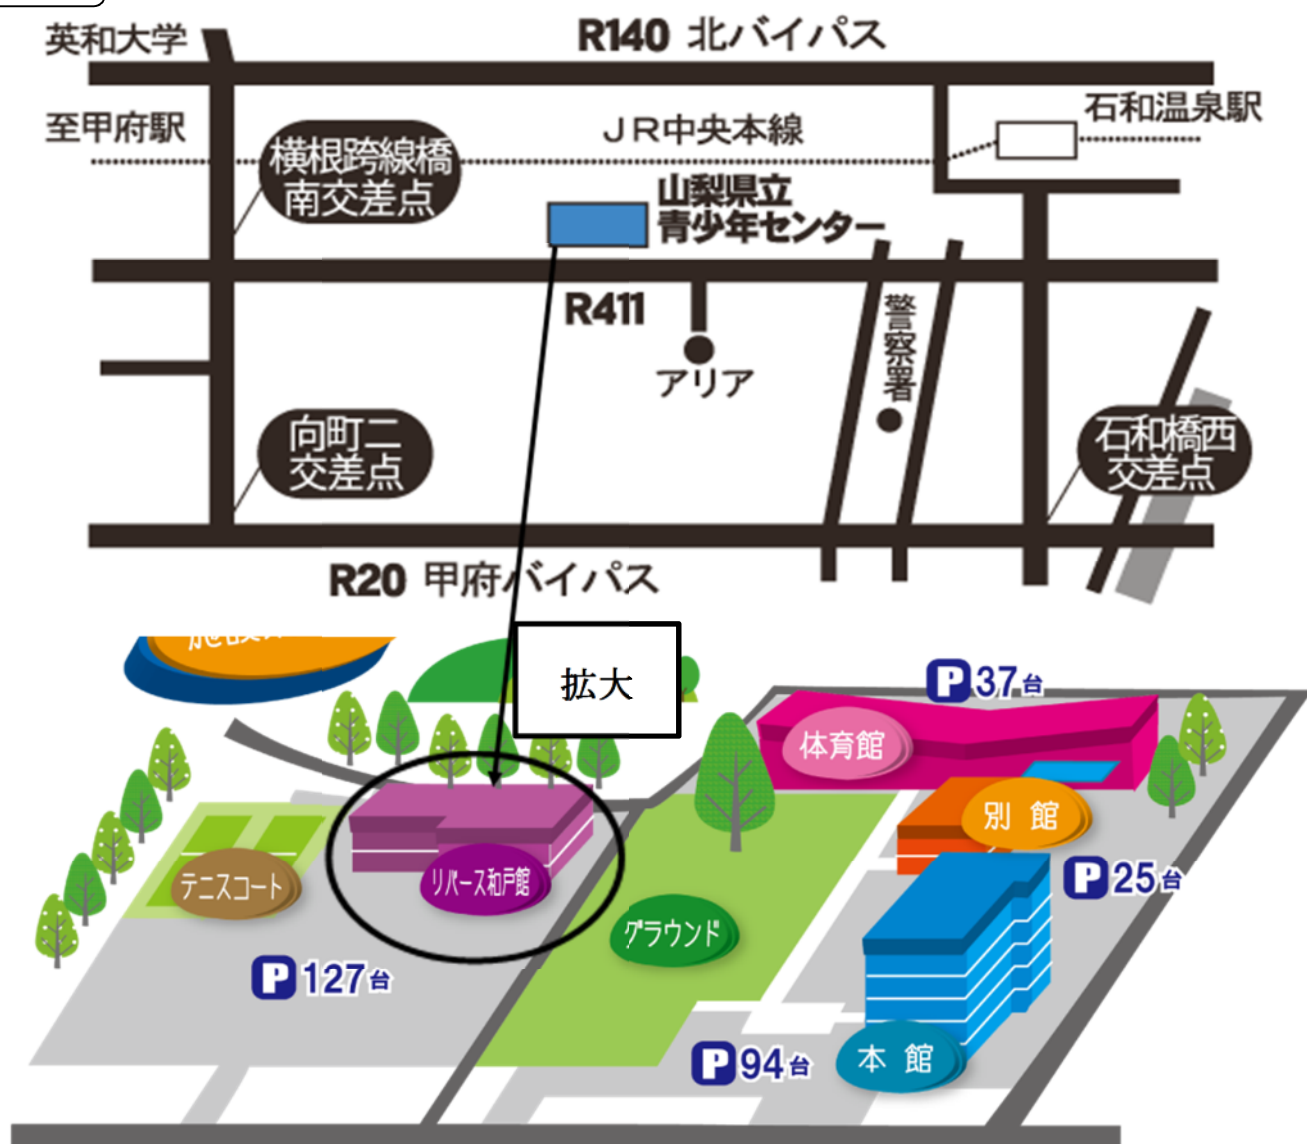 英和大学
R140 北バイパス
至甲府駅
JR中央本線
石和温泉駅
横根跨線橋
南交差点
山梨県立
青少年センター
R411
アリア
警察署
向町二
交差点
石和橋西
交差点
R20 甲府バイパス
拡大
P37台
体育館
別館
P25台
テニスコート
リバース和戸館
グラウンド
P127台
P94台
本館